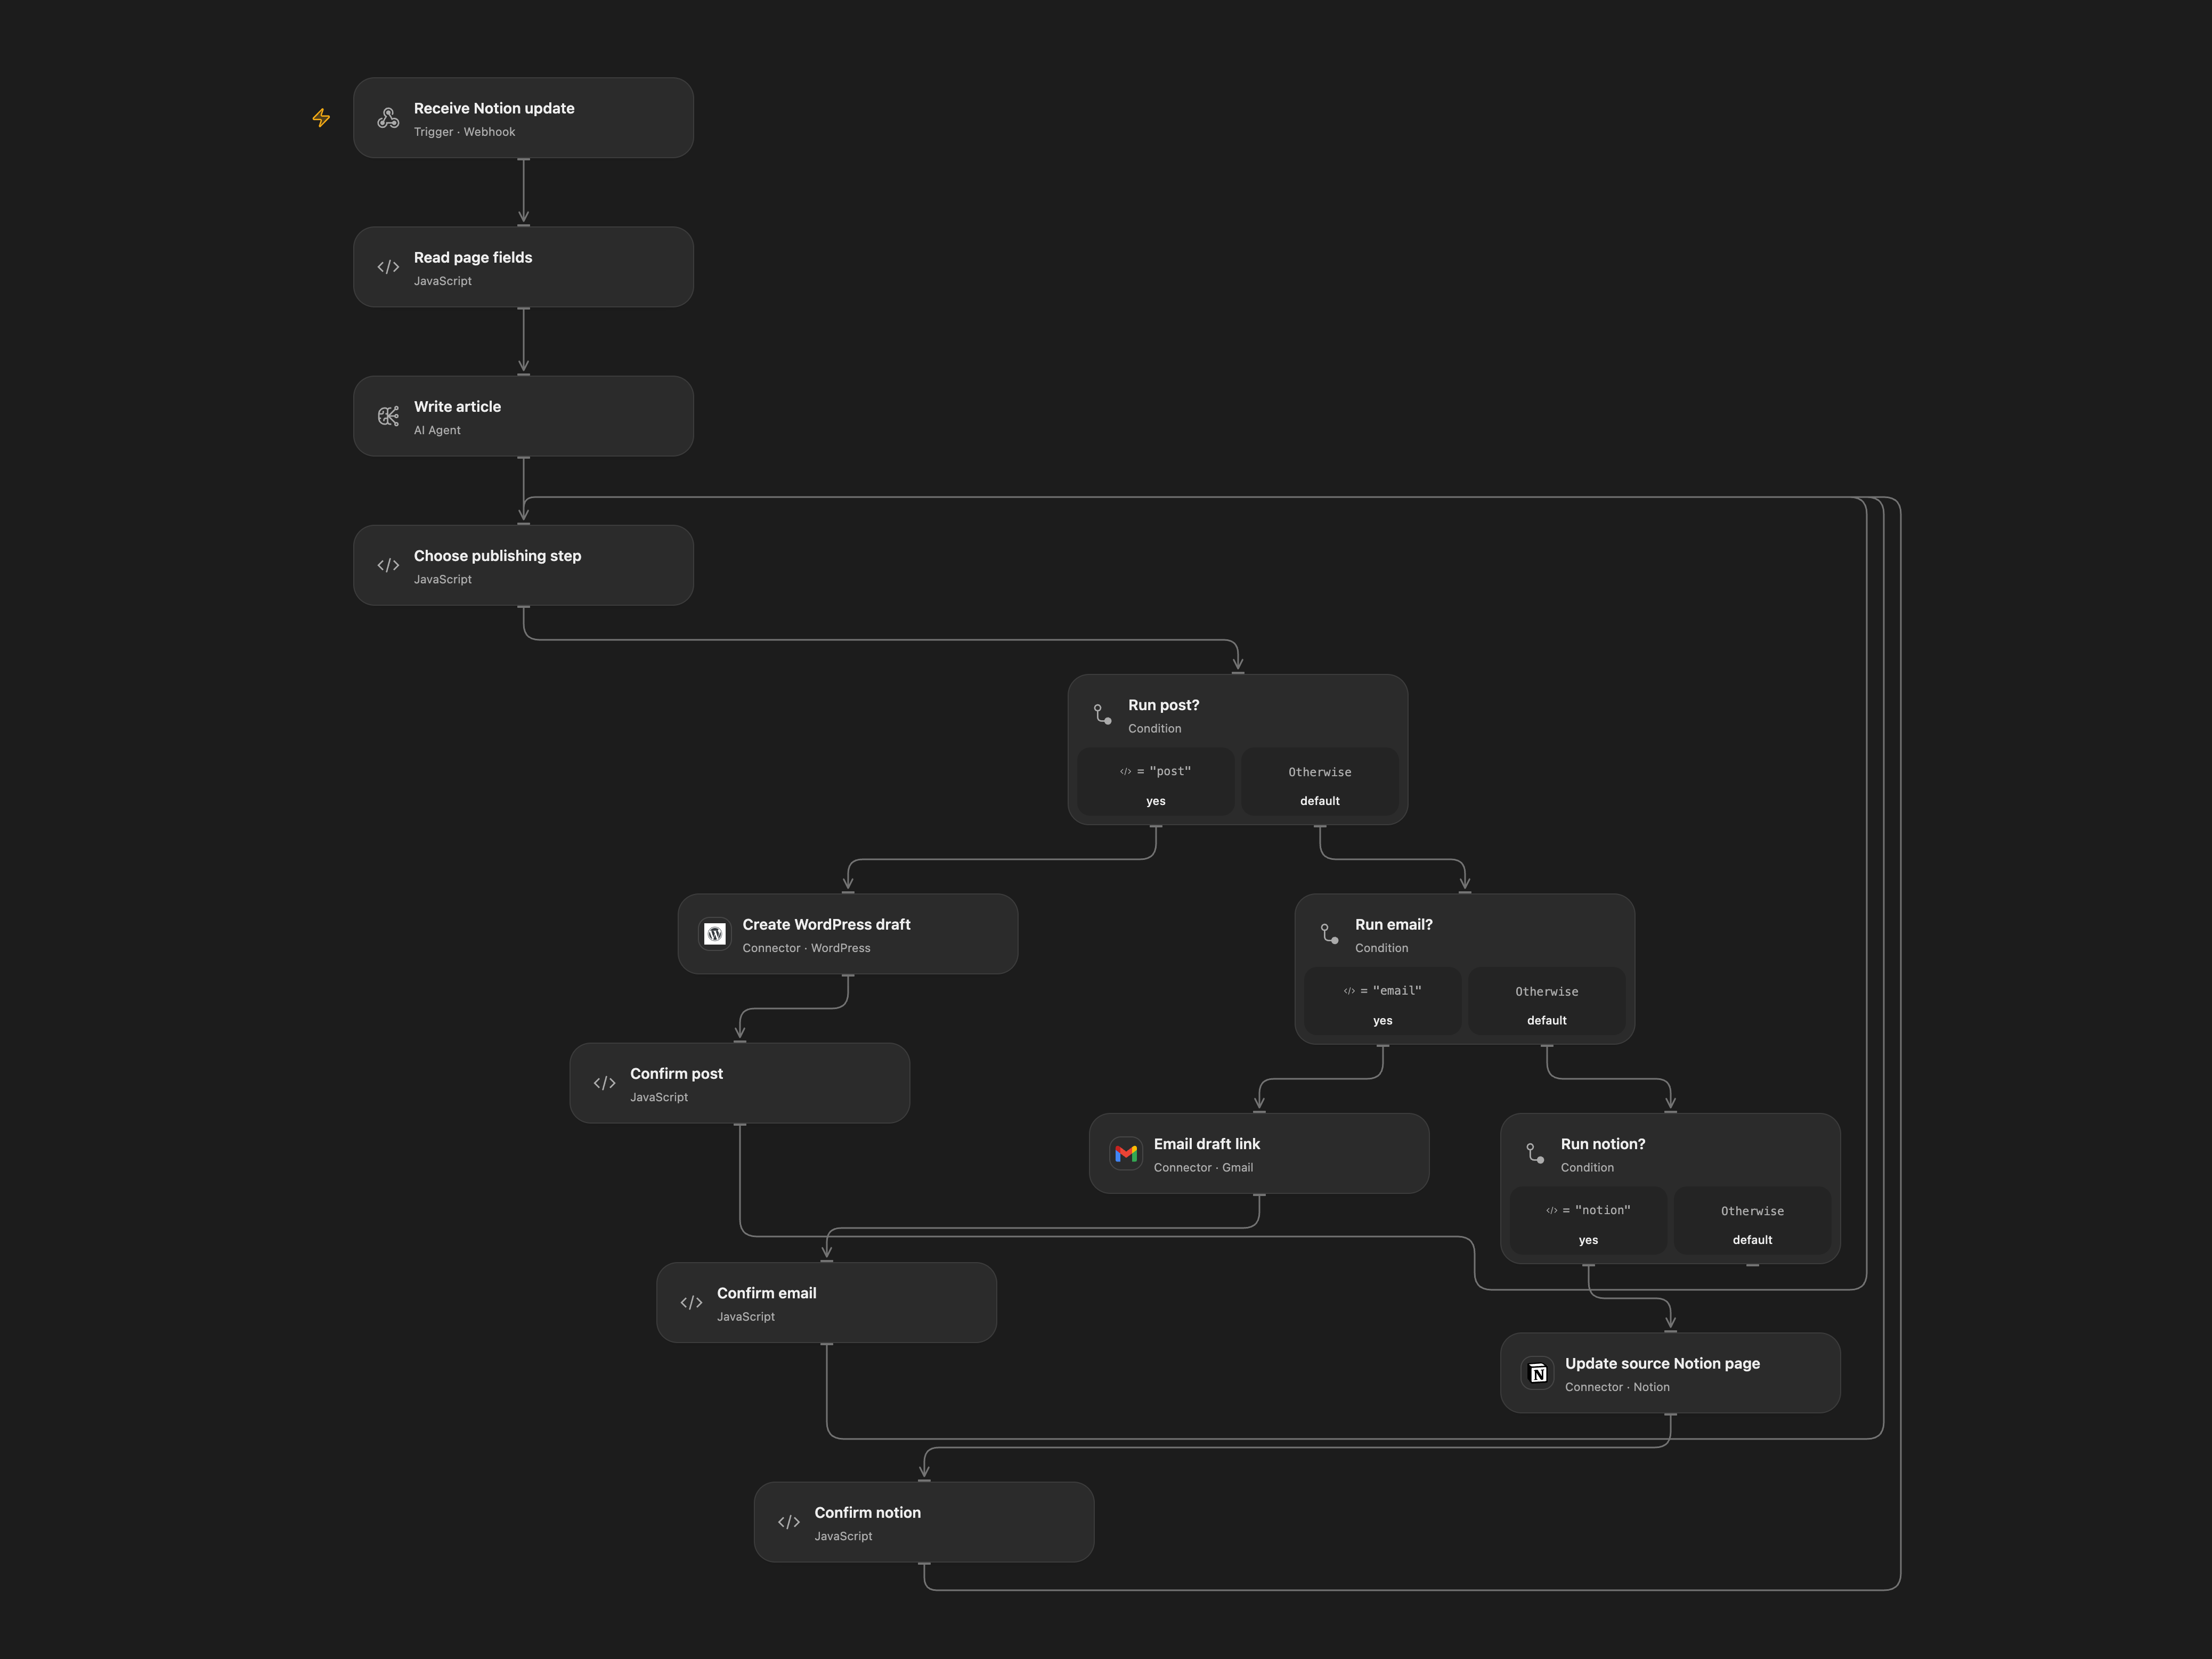 Receive Notion update
Trigger · Webhook
Read page fields
JavaScript
Write article
AI Agent
Choose publishing step
JavaScript
Run post?
Condition
</> = "post"
yes
Otherwise
default
Create WordPress draft
Connector · WordPress
Run email?
Condition
</> = "email"
yes
Otherwise
default
Confirm post
JavaScript
Email draft link
Connector · Gmail
Run notion?
Condition
</> = "notion"
yes
Otherwise
default
Confirm email
JavaScript
Update source Notion page
Connector · Notion
Confirm notion
JavaScript